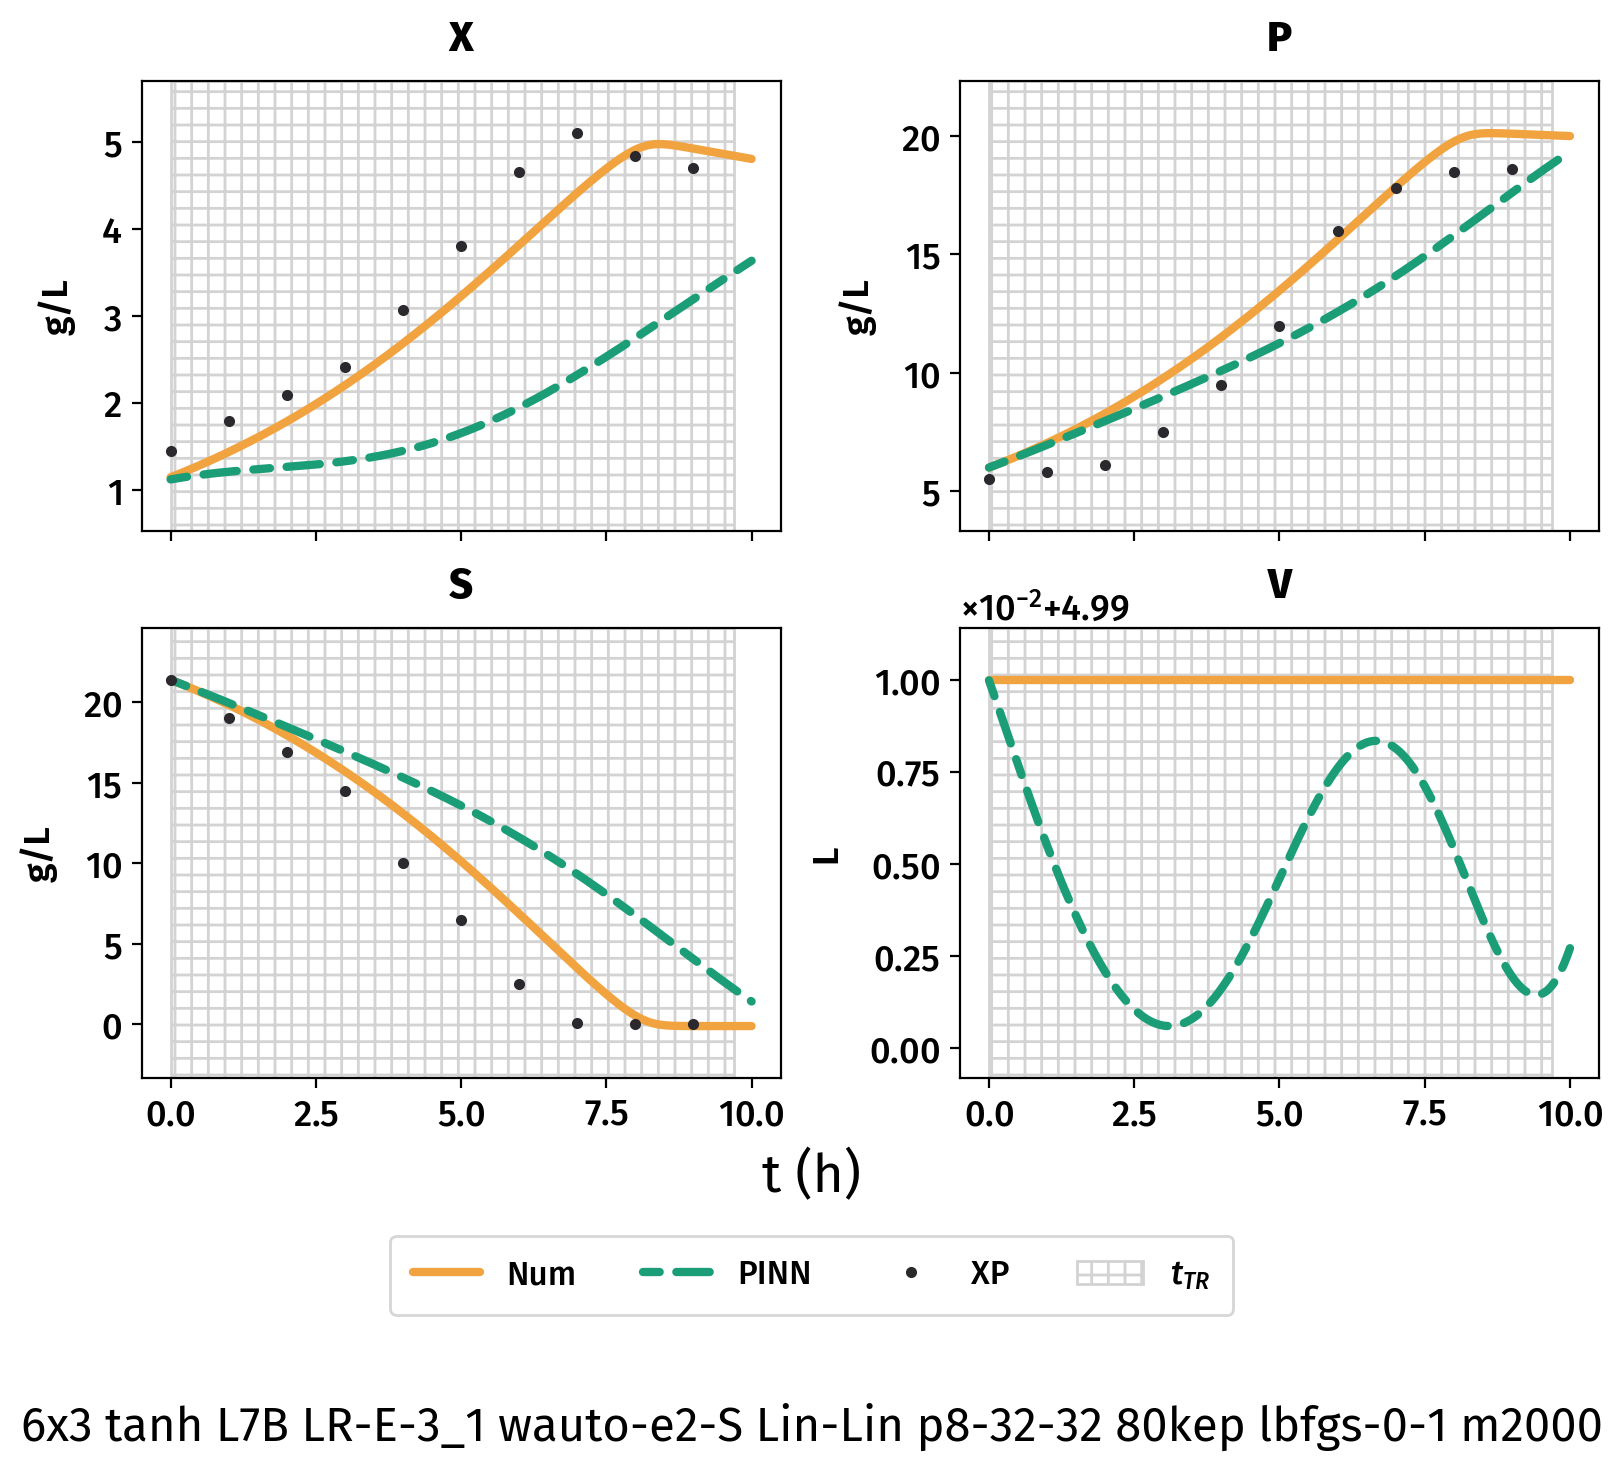 X
P
g/L
5
4
3
2
1
g/L
20
15
10
5
S
V
×10⁻²+4.99
g/L
20
15
10
5
0
L
1.00
0.75
0.50
0.25
0.00
0.0 2.5 5.0 7.5 10.0
0.0 2.5 5.0 7.5 10.0
t (h)
Num PINN XP t_TR
6x3 tanh L7B LR-E-3_1 wauto-e2-S Lin-Lin p8-32-32 80kep lbfgs-0-1 m2000